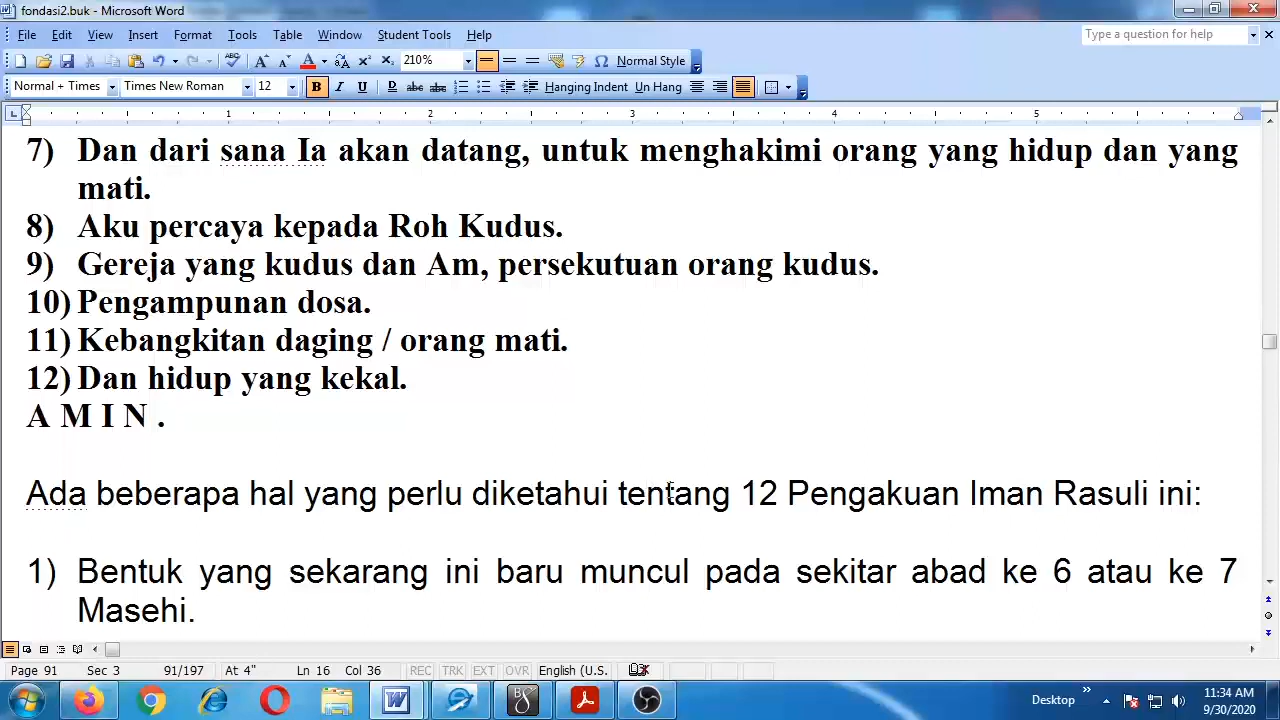 fondasi2.buk - Microsoft Word
File Edit View Insert Format Tools Table Window Student Tools Help
Type a question for help
210% Normal Style
Normal + Times Times New Roman 12 B I U Hanging Indent Un Hang
1 2 3 4 5
7) Dan dari sana Ia akan datang, untuk menghakimi orang yang hidup dan yang
mati.
8) Aku percaya kepada Roh Kudus.
9) Gereja yang kudus dan Am, persekutuan orang kudus.
10) Pengampunan dosa.
11) Kebangkitan daging / orang mati.
12) Dan hidup yang kekal.
A M I N .
Ada beberapa hal yang perlu diketahui tentang 12 Pengakuan Iman Rasuli ini:
1) Bentuk yang sekarang ini baru muncul pada sekitar abad ke 6 atau ke 7
Masehi.
Page 91 Sec 3 91/197 At 4" Ln 16 Col 36 REC TRK EXT OVR English (U.S.
Desktop 11:34 AM
9/30/2020